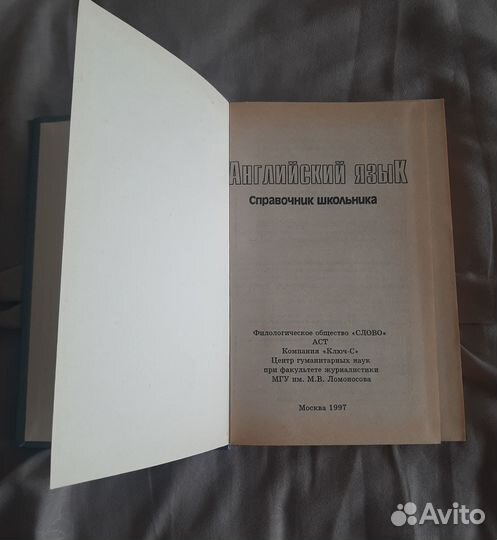 Английский язык
Справочник школьника
Филологическое общество «СЛОВО»
АСТ
Компания «Ключ-С»
Центр гуманитарных наук
при факультете журналистики
МГУ им. М.В. Ломоносова
Москва 1997
Avito